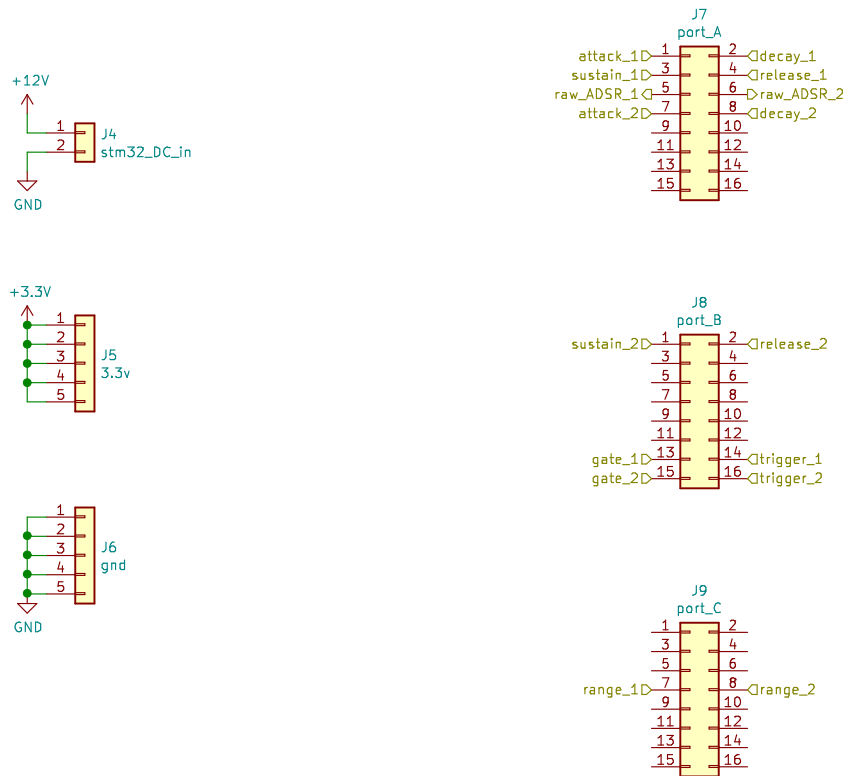 +12V
1
2
J4
stm32_DC_in
GND
+3.3V
1
2
3
4
5
J5
3.3v
1
2
3
4
5
J6
gnd
GND
J7
port_A
attack_1 1 2 decay_1
sustain_1 3 4 release_1
raw_ADSR_1 5 6 raw_ADSR_2
attack_2 7 8 decay_2
9 10
11 12
13 14
15 16
J8
port_B
sustain_2 1 2 release_2
3 4
5 6
7 8
9 10
11 12
gate_1 13 14 trigger_1
gate_2 15 16 trigger_2
J9
port_C
1 2
3 4
5 6
range_1 7 8 range_2
9 10
11 12
13 14
15 16